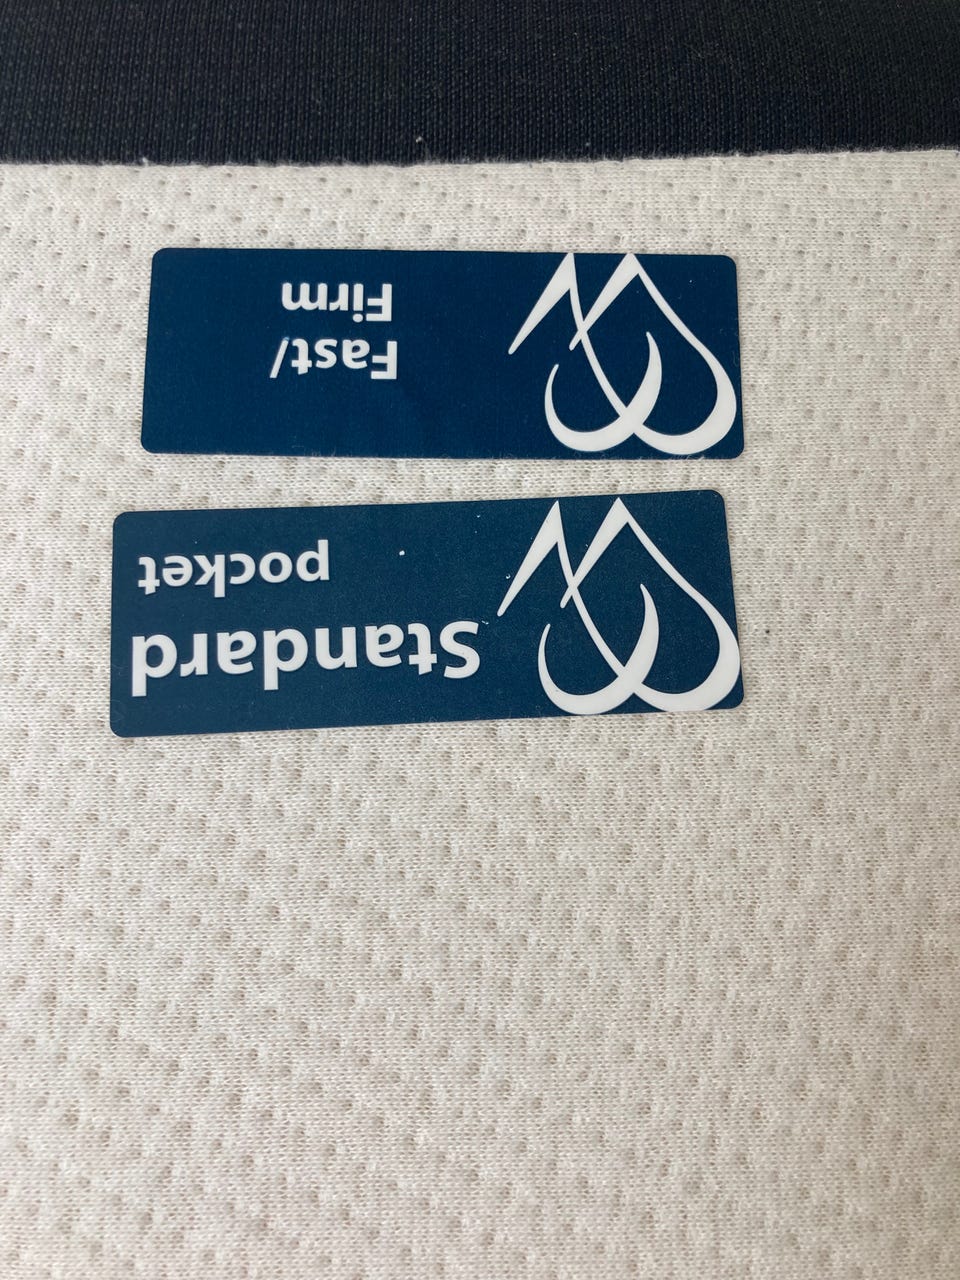 Standard
pocket
Fast/
Firm